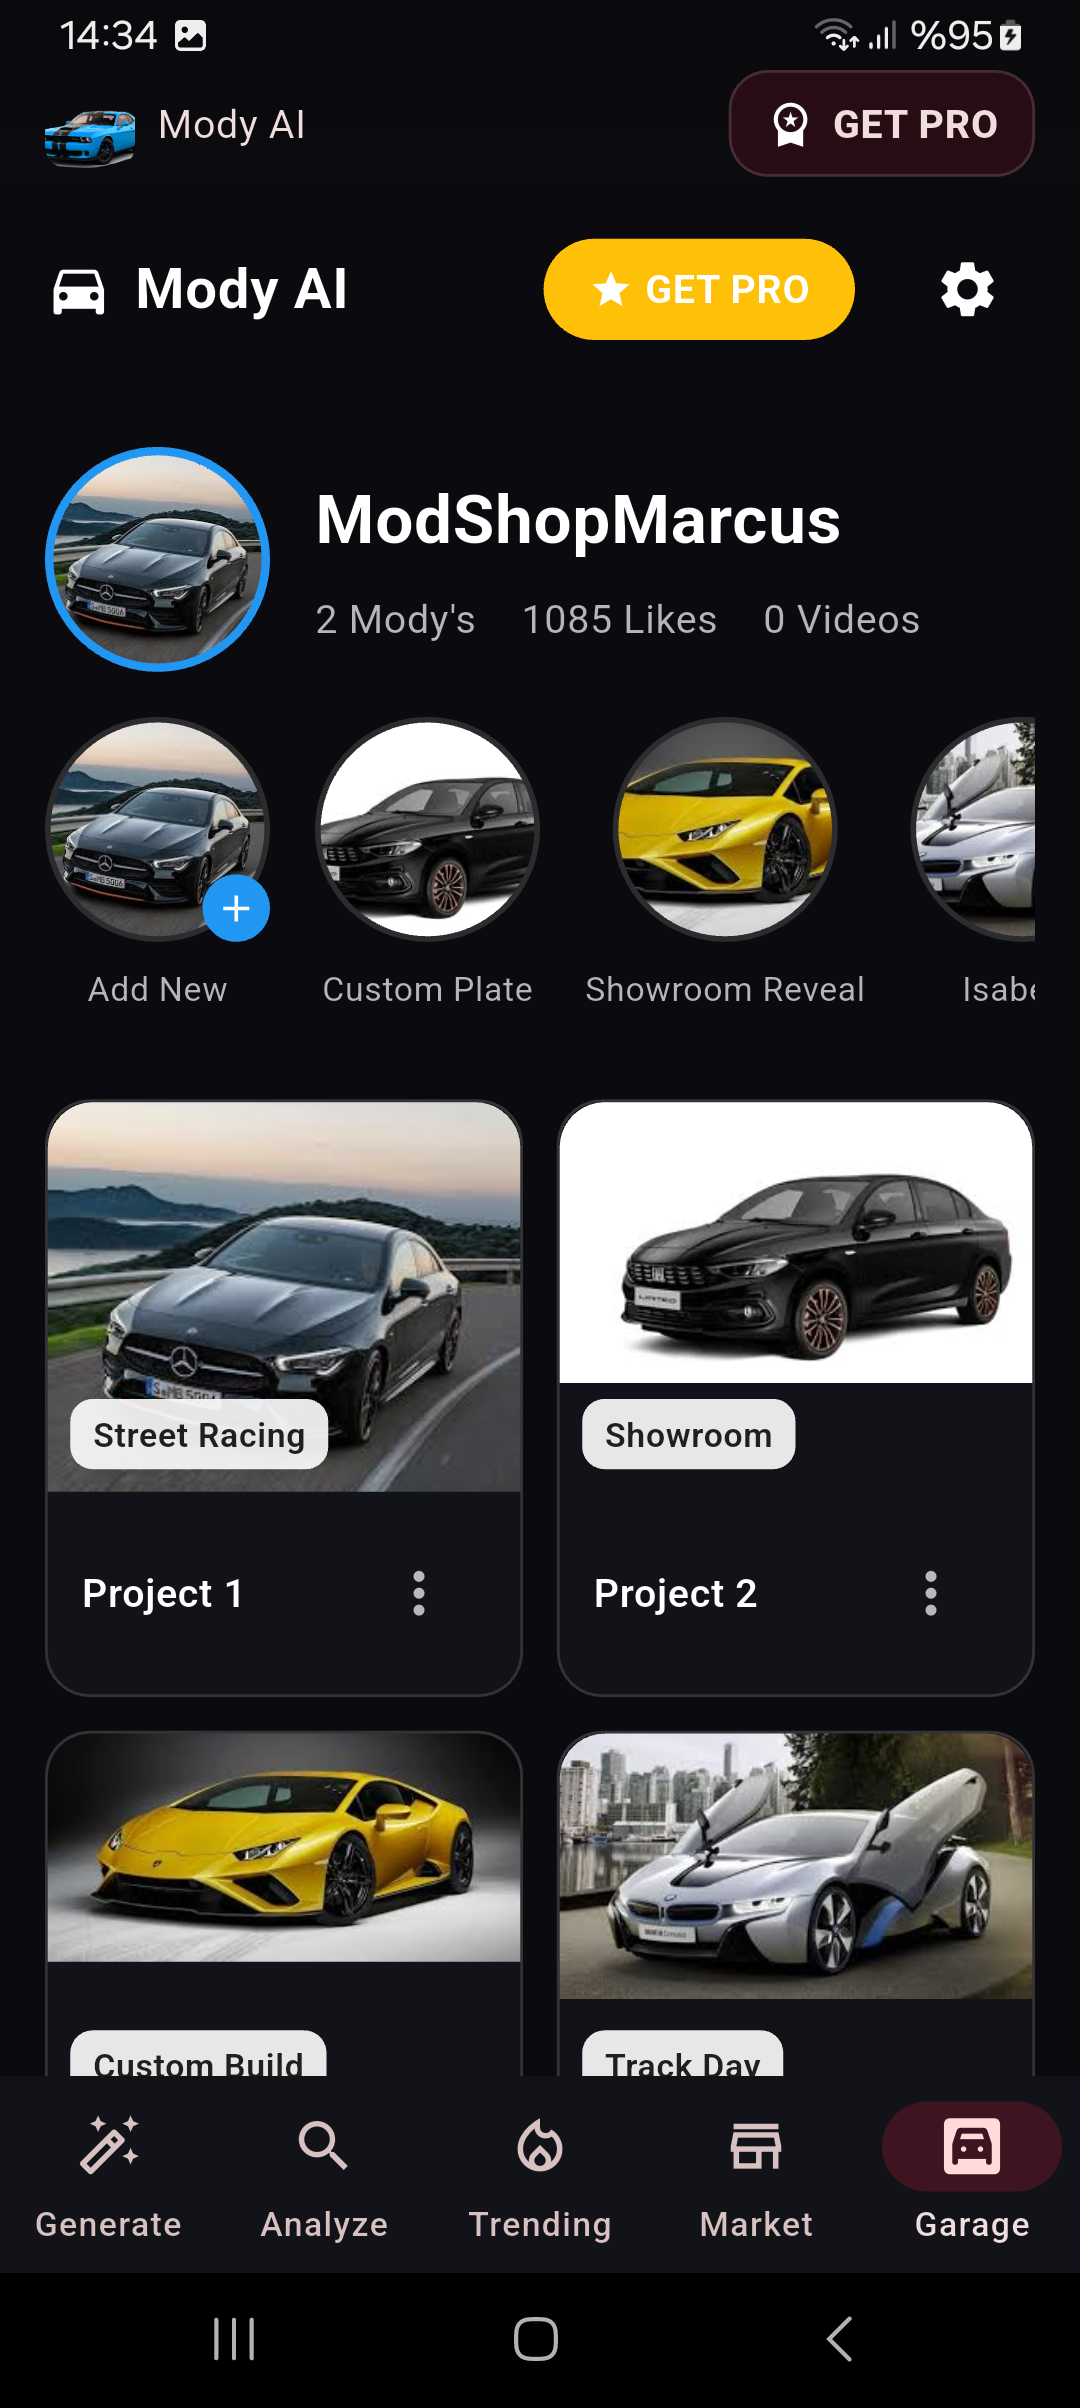 14:34
%95
Mody AI
GET PRO
Mody AI
GET PRO
ModShopMarcus
2 Mody's 1085 Likes 0 Videos
Add New
Custom Plate
Showroom Reveal
Isabe
Street Racing
Showroom
Project 1
Project 2
Custom Build
Track Day
Generate
Analyze
Trending
Market
Garage